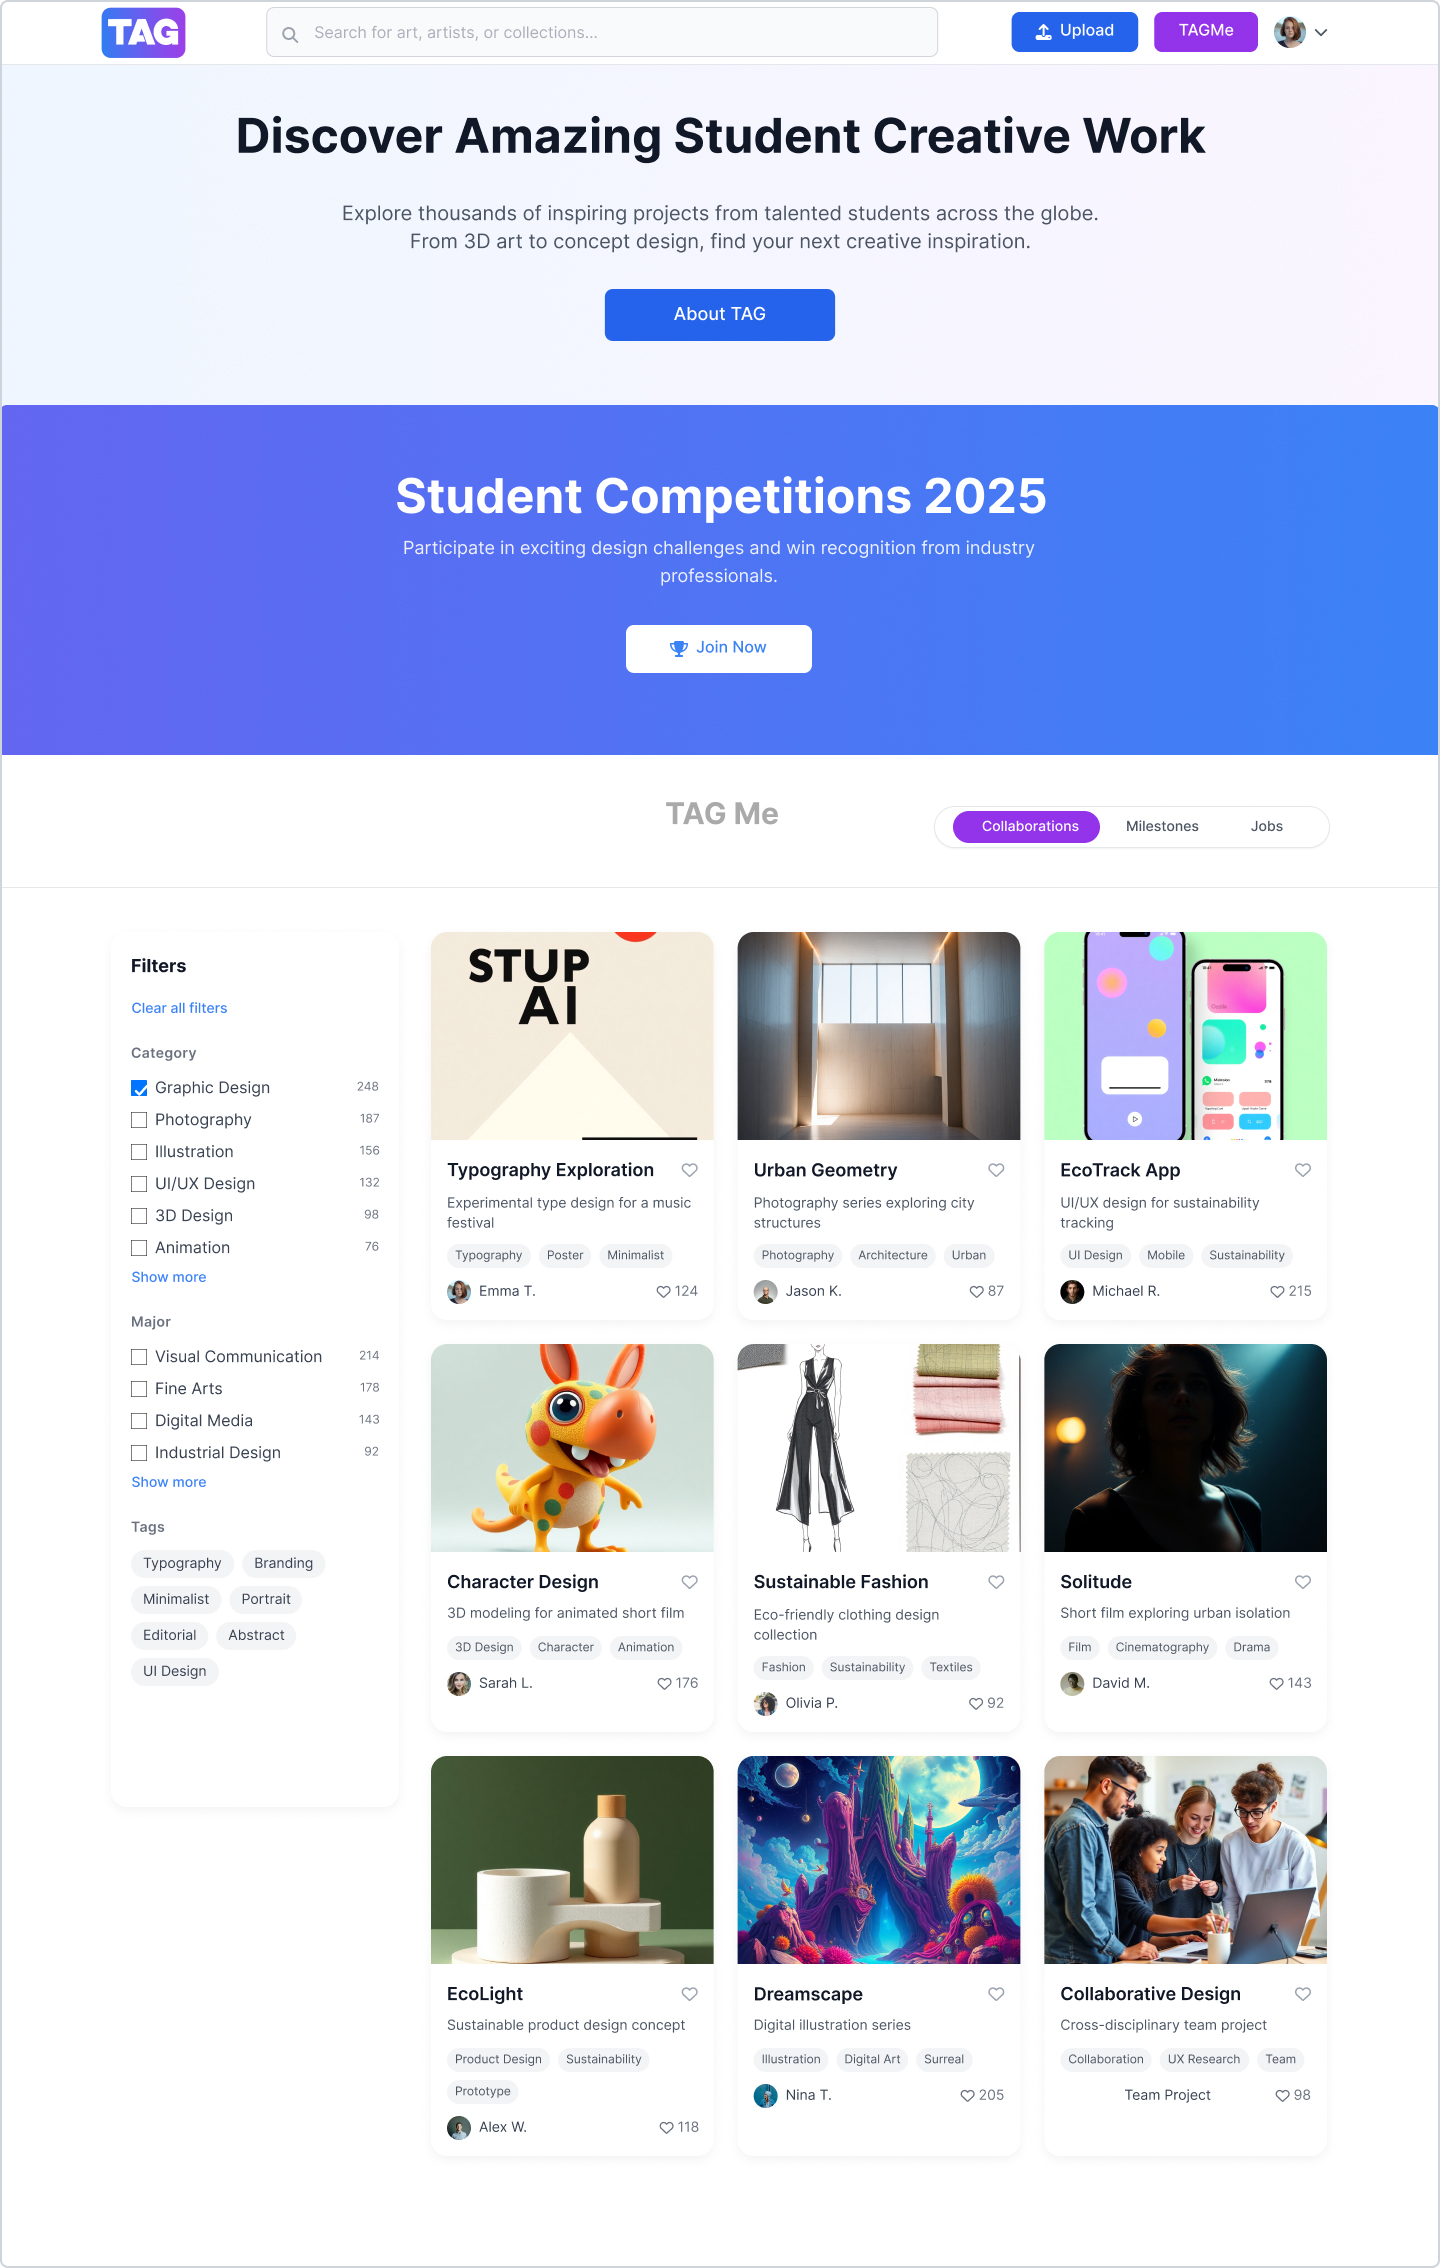 TAG
Search for art, artists, or collections...
Upload
TAGMe
Discover Amazing Student Creative Work
Explore thousands of inspiring projects from talented students across the globe.
From 3D art to concept design, find your next creative inspiration.
About TAG
Student Competitions 2025
Participate in exciting design challenges and win recognition from industry
professionals.
Join Now
TAG Me
Collaborations
Milestones
Jobs
Filters
Clear all filters
Category
Graphic Design 248
Photography 187
Illustration 156
UI/UX Design 132
3D Design 98
Animation 76
Show more
Major
Visual Communication 214
Fine Arts 178
Digital Media 143
Industrial Design 92
Show more
Tags
Typography Branding
Minimalist Portrait
Editorial Abstract
UI Design
STUP
AI
Typography Exploration
Experimental type design for a music
festival
Typography Poster Minimalist
Emma T. 124
Urban Geometry
Photography series exploring city
structures
Photography Architecture Urban
Jason K. 87
EcoTrack App
UI/UX design for sustainability
tracking
UI Design Mobile Sustainability
Michael R. 215
Character Design
3D modeling for animated short film
3D Design Character Animation
Sarah L. 176
Sustainable Fashion
Eco-friendly clothing design
collection
Fashion Sustainability Textiles
Olivia P. 92
Solitude
Short film exploring urban isolation
Film Cinematography Drama
David M. 143
EcoLight
Sustainable product design concept
Product Design Sustainability
Prototype
Alex W. 118
Dreamscape
Digital illustration series
Illustration Digital Art Surreal
Nina T. 205
Collaborative Design
Cross-disciplinary team project
Collaboration UX Research Team
Team Project 98